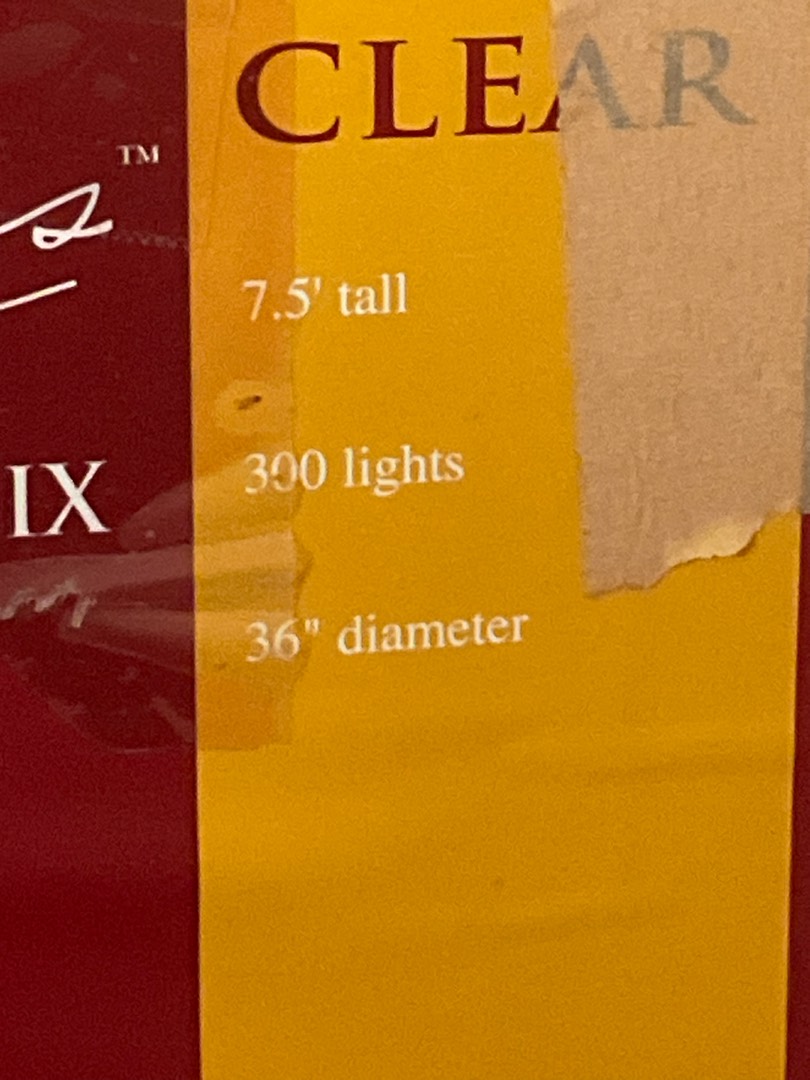 CLEAR
TM
s
7.5' tall
300 lights
IX
36" diameter